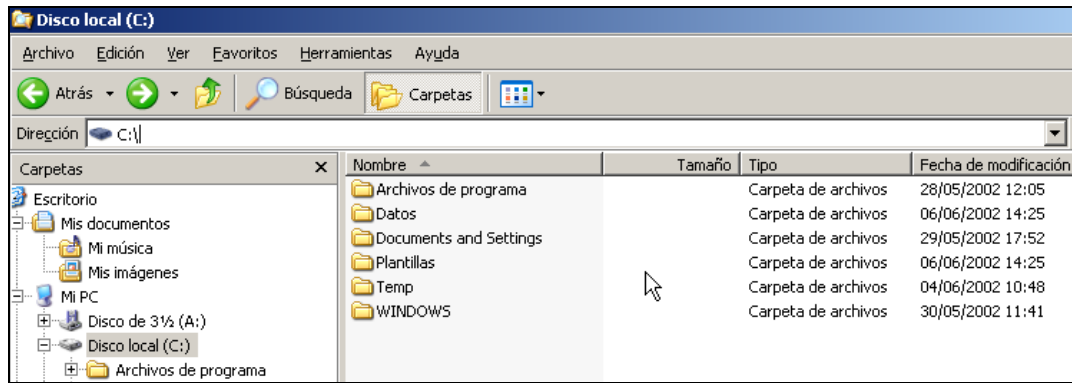 Disco local (C:)
Archivo Edición Ver Favoritos Herramientas Ayuda
Atrás Búsqueda Carpetas
Dirección C:\
Carpetas
Escritorio
Mis documentos
Mi música
Mis imágenes
Mi PC
Disco de 3½ (A:)
Disco local (C:)
Archivos de programa
Nombre Tamaño Tipo Fecha de modificación
Archivos de programa Carpeta de archivos 28/05/2002 12:05
Datos Carpeta de archivos 06/06/2002 14:25
Documents and Settings Carpeta de archivos 29/05/2002 17:52
Plantillas Carpeta de archivos 06/06/2002 14:25
Temp Carpeta de archivos 04/06/2002 10:48
WINDOWS Carpeta de archivos 30/05/2002 11:41